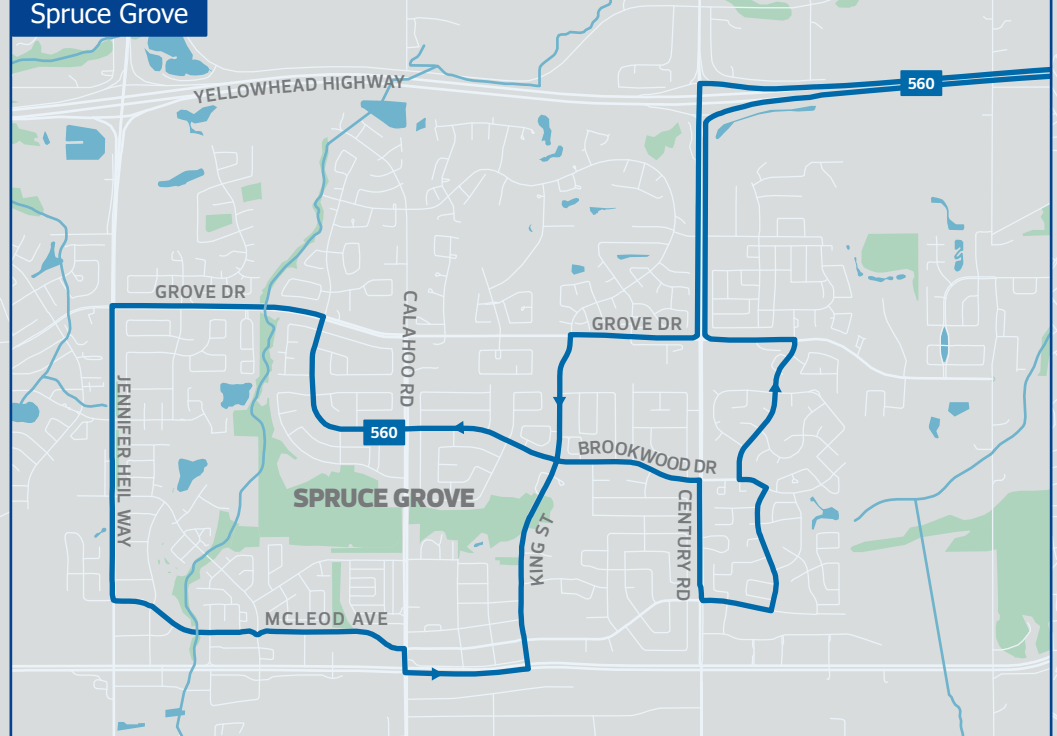 Spruce Grove
YELLOWHEAD HIGHWAY
560
GROVE DR
CALAHOO RD
GROVE DR
JENNIFER HEIL WAY
560
BROOKWOOD DR
SPRUCE GROVE
CENTURY RD
KING ST
MCLEOD AVE